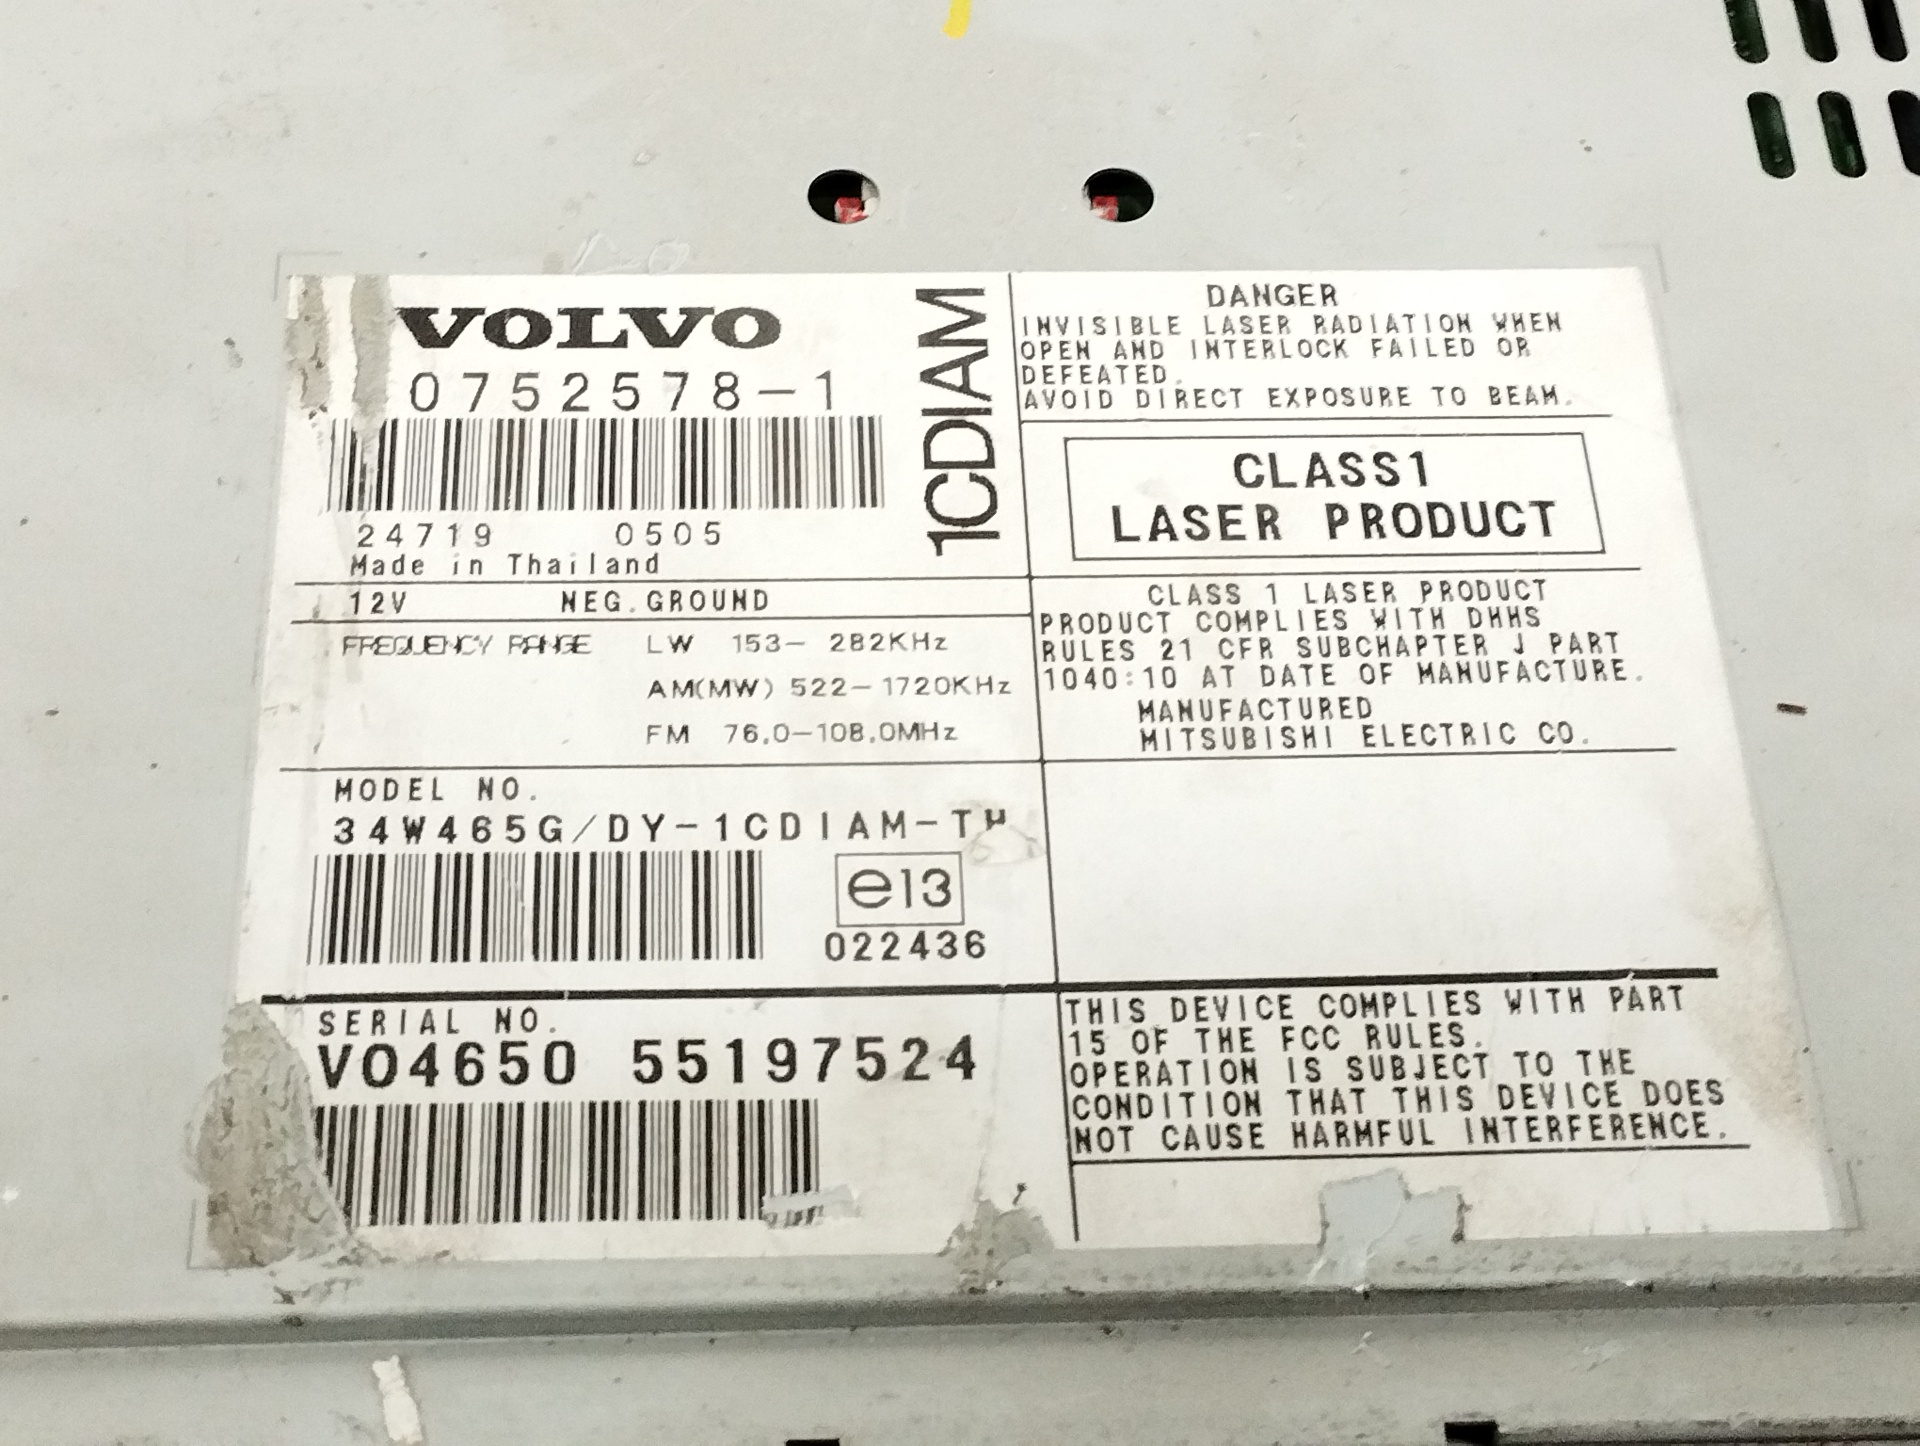 VOLVO
0752578-1
24719 0505
Made in Thailand
1CDIAM
12V NEG.GROUND
FREQUENCY RANGE LW 153- 282KHz
AM(MW) 522-1720KHz
FM 76.0-108.0MHz
MODEL NO.
34W465G/DY-1CDIAM-TH
e13
022436
SERIAL NO.
VO4650 55197524
DANGER
INVISIBLE LASER RADIATION WHEN
OPEN AND INTERLOCK FAILED OR
DEFEATED.
AVOID DIRECT EXPOSURE TO BEAM.
CLASS1
LASER PRODUCT
CLASS 1 LASER PRODUCT
PRODUCT COMPLIES WITH DHHS
RULES 21 CFR SUBCHAPTER J PART
1040:10 AT DATE OF MANUFACTURE.
MANUFACTURED
MITSUBISHI ELECTRIC CO.
THIS DEVICE COMPLIES WITH PART
15 OF THE FCC RULES.
OPERATION IS SUBJECT TO THE
CONDITION THAT THIS DEVICE DOES
NOT CAUSE HARMFUL INTERFERENCE.